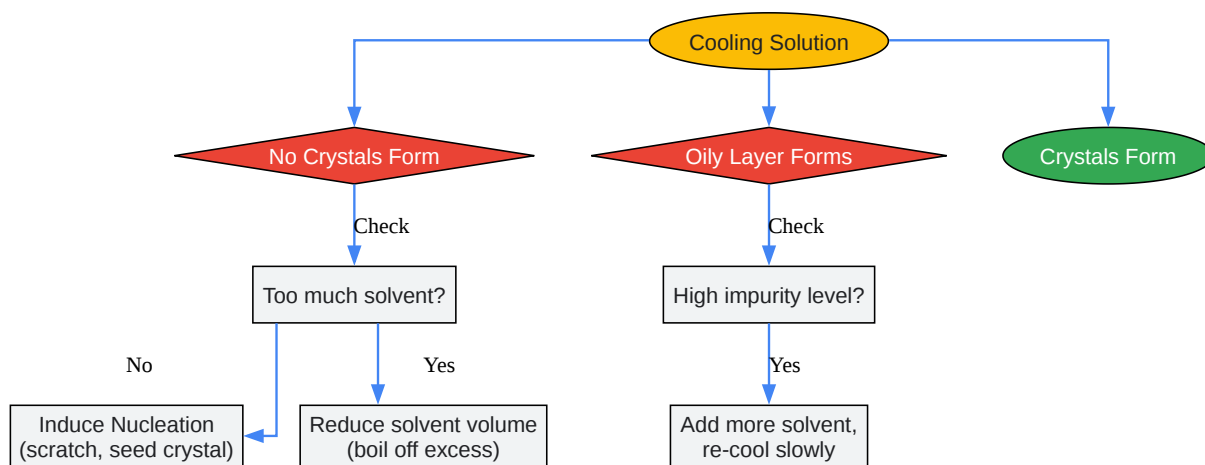 Cooling Solution
No Crystals Form
Oily Layer Forms
Crystals Form
Check
Check
Too much solvent?
High impurity level?
No
Yes
Yes
Induce Nucleation
(scratch, seed crystal)
Reduce solvent volume
(boil off excess)
Add more solvent,
re-cool slowly